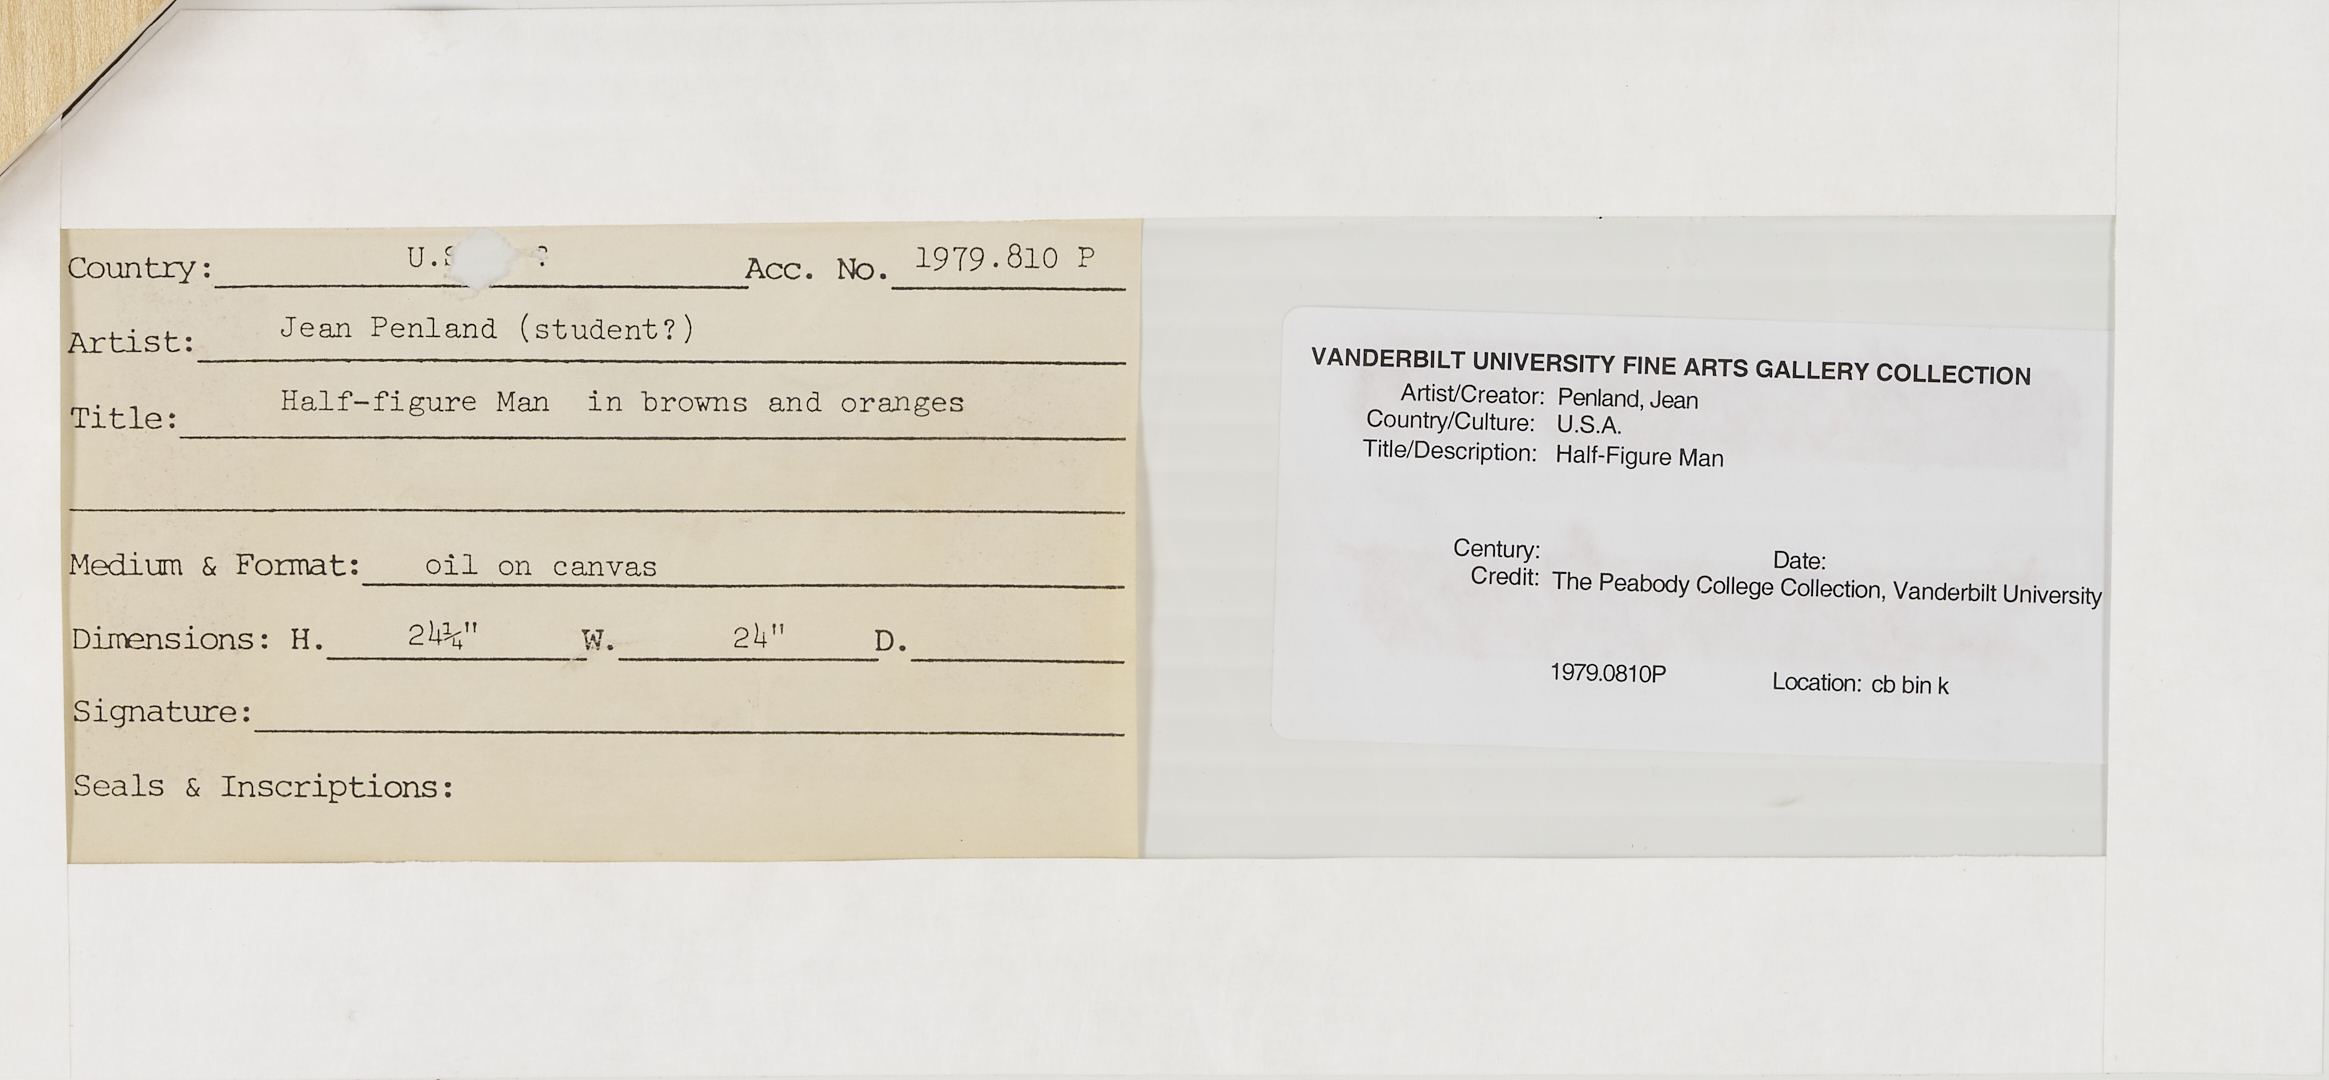 Country: U.S ? Acc. No. 1979.810 P
Artist: Jean Penland (student?)
Title: Half-figure Man in browns and oranges
Medium & Format: oil on canvas
Dimensions: H. 24¼" W. 24" D.
Signature:
Seals & Inscriptions:
VANDERBILT UNIVERSITY FINE ARTS GALLERY COLLECTION
Artist/Creator: Penland, Jean
Country/Culture: U.S.A.
Title/Description: Half-Figure Man
Century: Date:
Credit: The Peabody College Collection, Vanderbilt University
1979.0810P Location: cb bin k